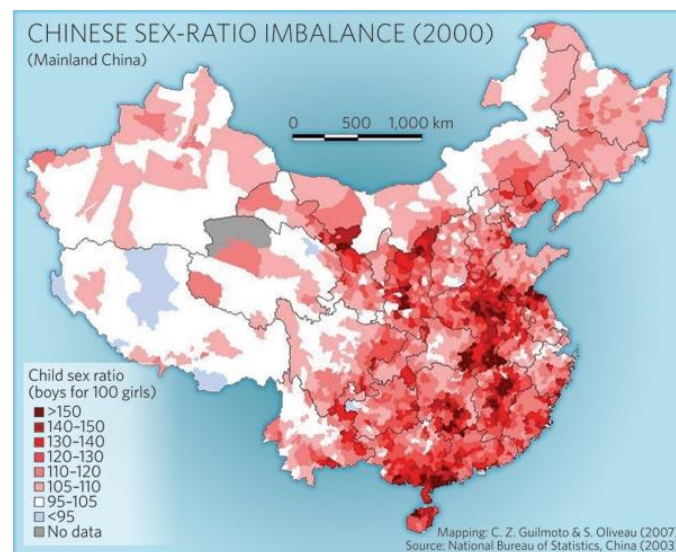 CHINESE SEX-RATIO IMBALANCE (2000)
(Mainland China)
0 500 1,000 km
Child sex ratio
(boys for 100 girls)
>150
140–150
130–140
120–130
110–120
105–110
95–105
<95
No data
Mapping: C. Z. Guilmoto & S. Oliveau (2007)
Source: National Bureau of Statistics, China (2003)